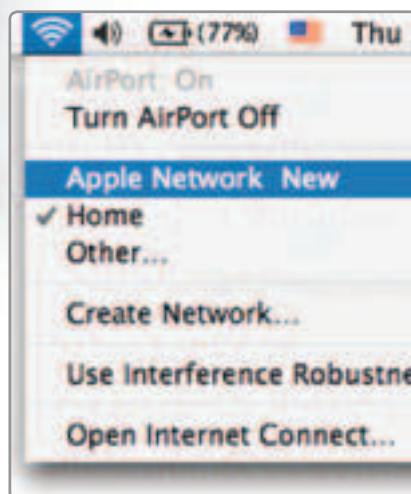 (77%) Thu
AirPort On
Turn AirPort Off
Apple Network New
✓ Home
Other...
Create Network...
Use Interference
Open Internet Connect...